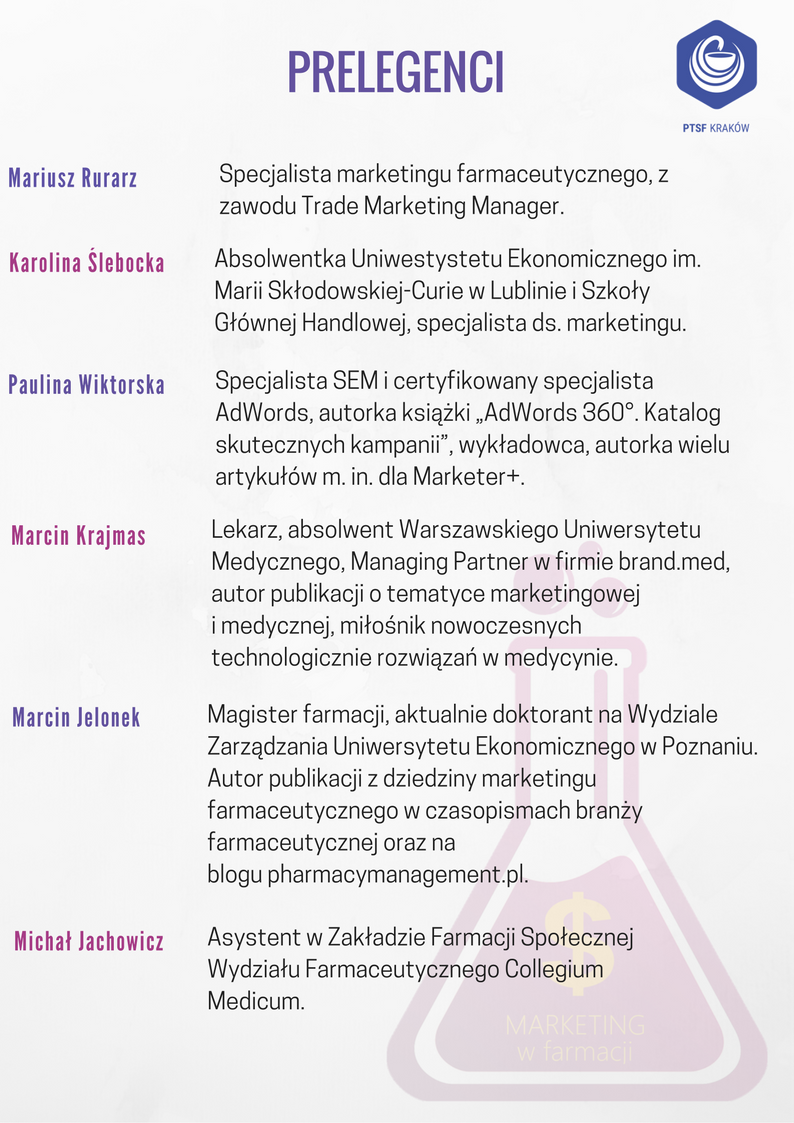 PRELEGENCI
PTSF KRAKÓW
Mariusz Rurarz
Specjalista marketingu farmaceutycznego, z
zawodu Trade Marketing Manager.
Karolina Ślebocka
Absolwentka Uniwestystetu Ekonomicznego im.
Marii Skłodowskiej-Curie w Lublinie i Szkoły
Głównej Handlowej, specjalista ds. marketingu.
Paulina Wiktorska
Specjalista SEM i certyfikowany specjalista
AdWords, autorka książki „AdWords 360°. Katalog
skutecznych kampanii”, wykładowca, autorka wielu
artykułów m. in. dla Marketer+.
Marcin Krajmas
Lekarz, absolwent Warszawskiego Uniwersytetu
Medycznego, Managing Partner w firmie brand.med,
autor publikacji o tematyce marketingowej
i medycznej, miłośnik nowoczesnych
technologicznie rozwiązań w medycynie.
Marcin Jelonek
Magister farmacji, aktualnie doktorant na Wydziale
Zarządzania Uniwersytetu Ekonomicznego w Poznaniu.
Autor publikacji z dziedziny marketingu
farmaceutycznego w czasopismach branży
farmaceutycznej oraz na
blogu pharmacymanagement.pl.
Michał Jachowicz
Asystent w Zakładzie Farmacji Społecznej
Wydziału Farmaceutycznego Collegium
Medicum.
$
MARKETING
w farmacji